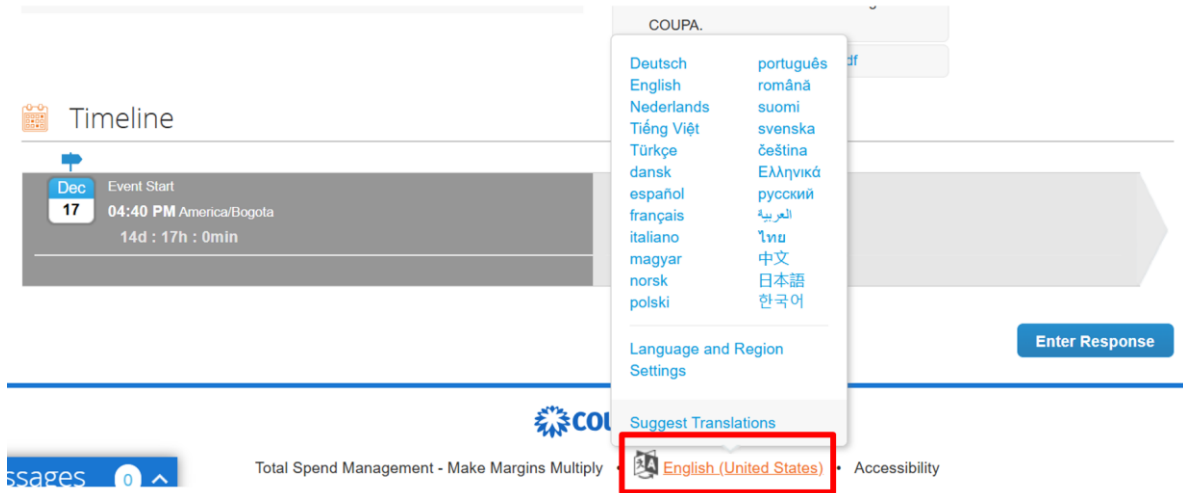 COUPA.
df
Deutsch português
English română
Nederlands suomi
Tiếng Việt svenska
Türkçe čeština
dansk Ελληνικά
español русский
français العربية
italiano ไทย
magyar 中文
norsk 日本語
polski 한국어
Language and Region
Settings
Suggest Translations
Timeline
Dec
17
Event Start
04:40 PM America/Bogota
14d : 17h : 0min
Enter Response
COU
ssages 0
Total Spend Management - Make Margins Multiply • English (United States) • Accessibility